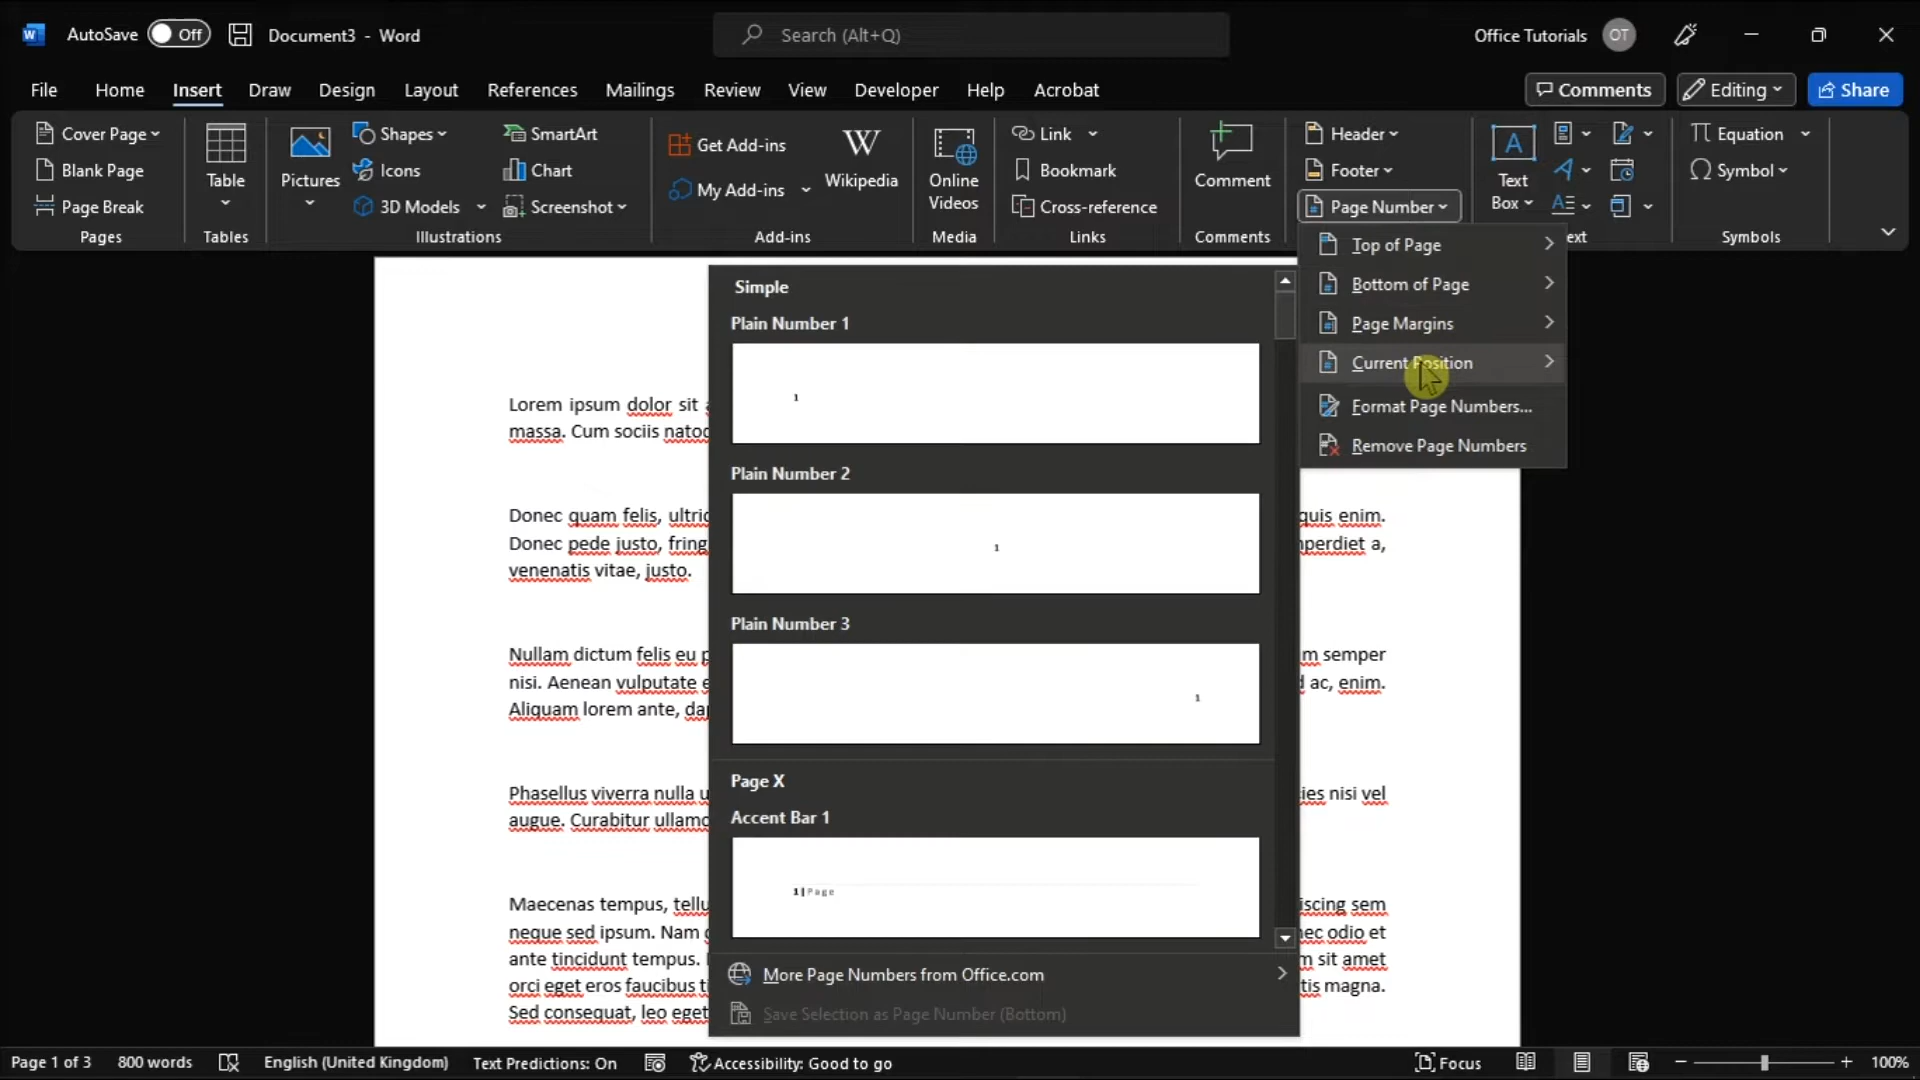 AutoSave Off Document3 - Word Search (Alt+Q) Office Tutorials OT
File Home Insert Draw Design Layout References Mailings Review View Developer Help Acrobat Comments Editing Share
Cover Page
Blank Page
Page Break
Pages
Table
Tables
Pictures
Shapes
Icons
3D Models
SmartArt
Chart
Screenshot
Illustrations
Get Add-ins
My Add-ins
Wikipedia
Add-ins
Online
Videos
Media
Link
Bookmark
Cross-reference
Links
Comment
Comments
Header
Footer
Page Number
Text
Box
ext
Equation
Symbol
Symbols
Top of Page
Bottom of Page
Page Margins
Current Position
Format Page Numbers...
Remove Page Numbers
Simple
Plain Number 1
1
Plain Number 2
1
Plain Number 3
1
Page X
Accent Bar 1
1|Page
More Page Numbers from Office.com
Save Selection as Page Number (Bottom)
Lorem ipsum dolor sit
massa. Cum sociis natoq
Donec quam felis, ultric quis enim.
Donec pede justo, fring perdiet a,
venenatis vitae, justo.
Nullam dictum felis eu p m semper
nisi. Aenean vulputate e ac, enim.
Aliquam lorem ante, dap
Phasellus viverra nulla u ies nisi vel
augue. Curabitur ullamc
Maecenas tempus, tellu iscing sem
neque sed ipsum. Nam ec odio et
ante tincidunt tempus. m sit amet
orci eget eros faucibus ti tis magna.
Sed consequat, leo eget
Page 1 of 3 800 words English (United Kingdom) Text Predictions: On Accessibility: Good to go Focus 100%